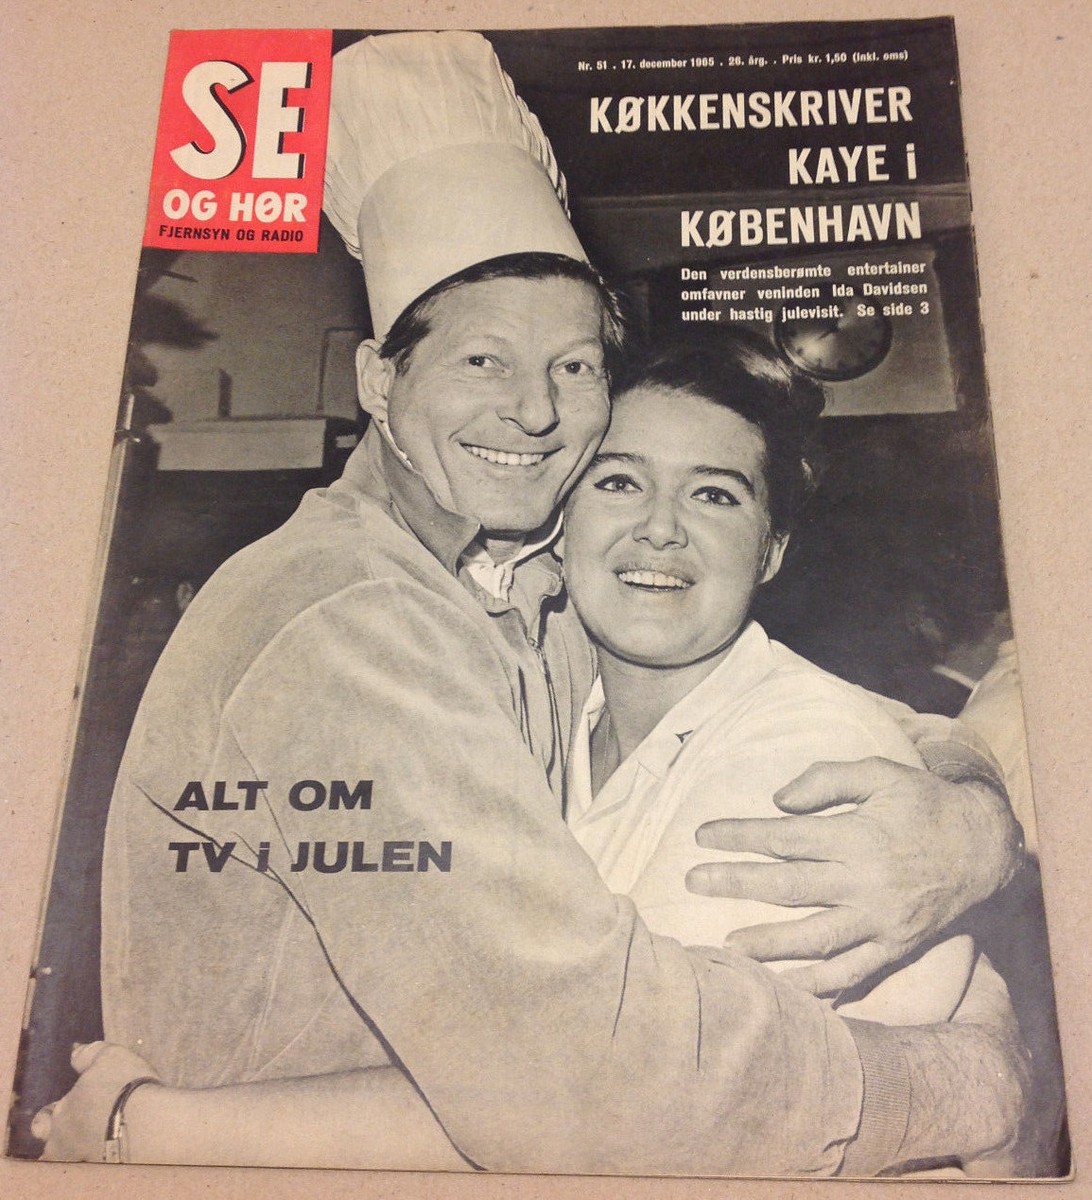 SE
OG HØR
FJERNSYN OG RADIO
Nr. 51 . 17. december 1965 . 26. årg. . Pris kr. 1,50 (inkl. oms)
KØKKENSKRIVER
KAYE i
KØBENHAVN
Den verdensberømte entertainer
omfavner veninden Ida Davidsen
under hastig julevisit. Se side 3
ALT OM
TV i JULEN